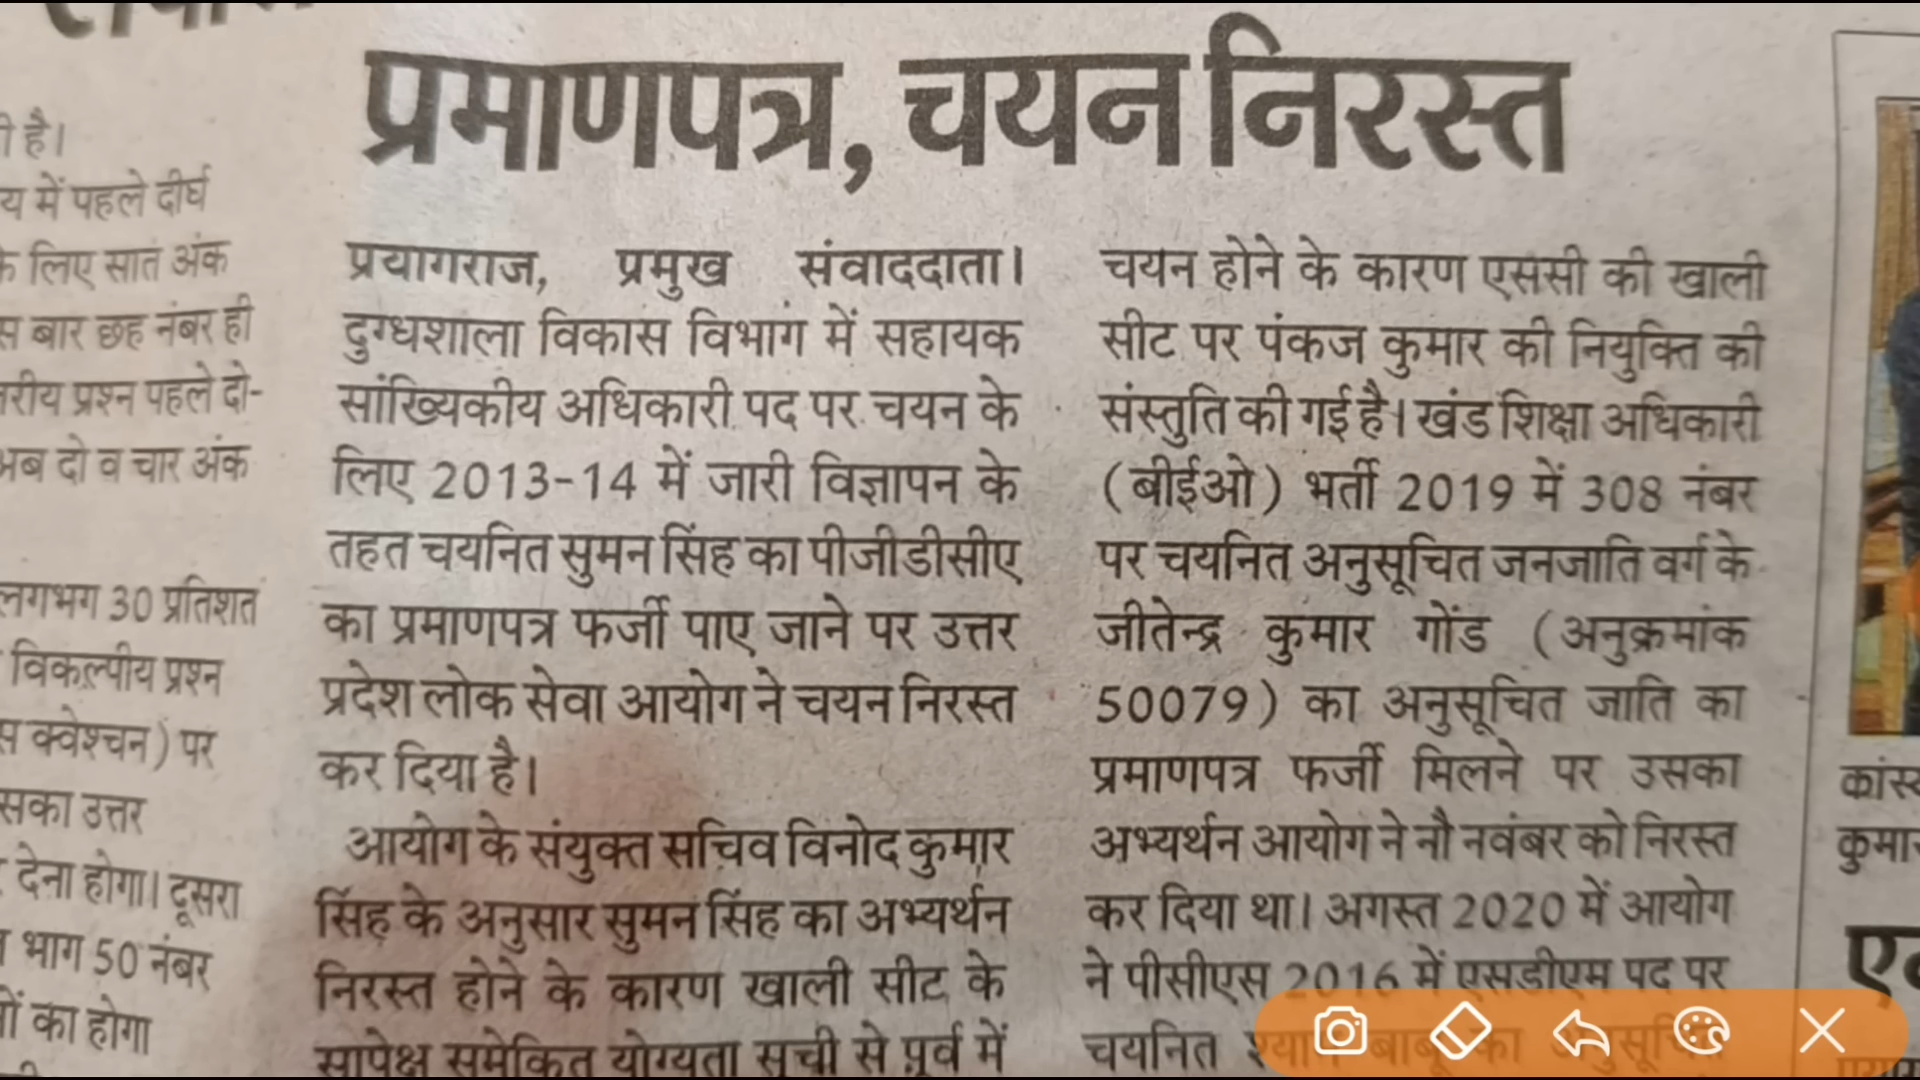 प्रमाणपत्र, चयन निरस्त
ी है।
य में पहले दीर्घ
के लिए सात अंक
स बार छह नंबर ही
तरीय प्रश्न पहले दो-
अब दो व चार अंक
लगभग 30 प्रतिशत
विकल्पीय प्रश्न
स क्वेश्चन) पर
सका उत्तर
देना होगा। दूसरा
भाग 50 नंबर
ों का होगा
प्रयागराज, प्रमुख संवाददाता।
दुग्धशाला विकास विभाग में सहायक
सांख्यिकीय अधिकारी पद पर चयन के
लिए 2013-14 में जारी विज्ञापन के
तहत चयनित सुमन सिंह का पीजीडीसीए
का प्रमाणपत्र फर्जी पाए जाने पर उत्तर
प्रदेश लोक सेवा आयोग ने चयन निरस्त
कर दिया है।
आयोग के संयुक्त सचिव विनोद कुमार
सिंह के अनुसार सुमन सिंह का अभ्यर्थन
निरस्त होने के कारण खाली सीट के
सापेक्ष समेकित योग्यता सूची से पूर्व में
चयन होने के कारण एससी की खाली
सीट पर पंकज कुमार की नियुक्ति की
संस्तुति की गई है। खंड शिक्षा अधिकारी
(बीईओ) भर्ती 2019 में 308 नंबर
पर चयनित अनुसूचित जनजाति वर्ग के
जीतेन्द्र कुमार गोंड (अनुक्रमांक
50079) का अनुसूचित जाति का
प्रमाणपत्र फर्जी मिलने पर उसका
अभ्यर्थन आयोग ने नौ नवंबर को निरस्त
कर दिया था। अगस्त 2020 में आयोग
ने पीसीएस 2016 में एसडीएम पद पर
चयनित श्याम बाबू का
कांस्
कुमार